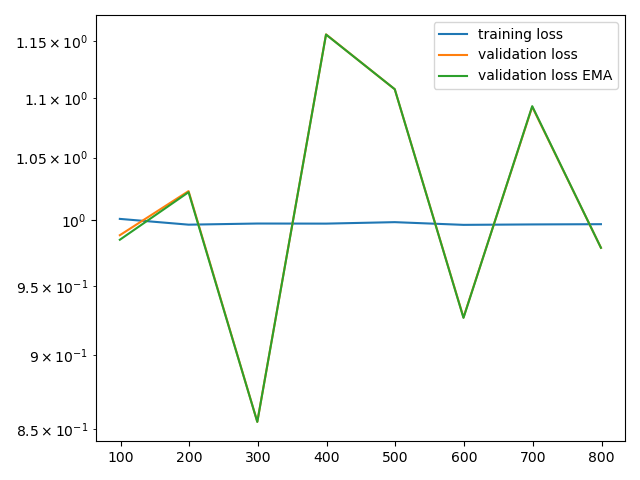 training loss
validation loss
validation loss EMA
1.15 × 10⁰
1.1 × 10⁰
1.05 × 10⁰
10⁰
9.5 × 10⁻¹
9 × 10⁻¹
8.5 × 10⁻¹
100 200 300 400 500 600 700 800